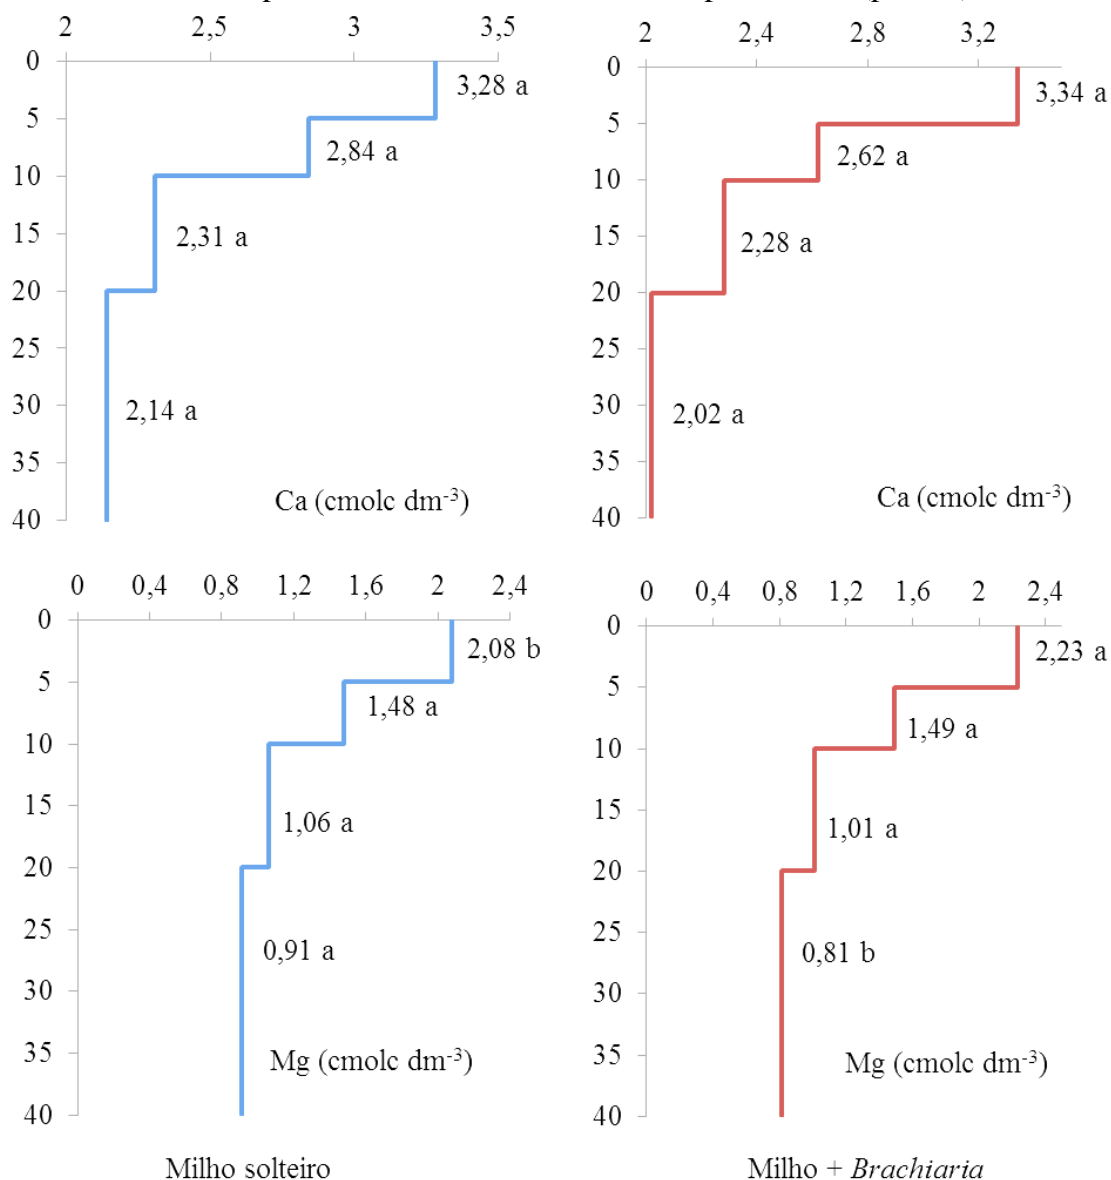 2 2,5 3 3,5
0
5
10
15
20
25
30
35
40
3,28 a
2,84 a
2,31 a
2,14 a
Ca (cmolc dm-3)
2 2,4 2,8 3,2
0
5
10
15
20
25
30
35
40
3,34 a
2,62 a
2,28 a
2,02 a
Ca (cmolc dm-3)
0 0,4 0,8 1,2 1,6 2 2,4
0
5
10
15
20
25
30
35
40
2,08 b
1,48 a
1,06 a
0,91 a
Mg (cmolc dm-3)
Milho solteiro
0 0,4 0,8 1,2 1,6 2 2,4
0
5
10
15
20
25
30
35
40
2,23 a
1,49 a
1,01 a
0,81 b
Mg (cmolc dm-3)
Milho + Brachiaria